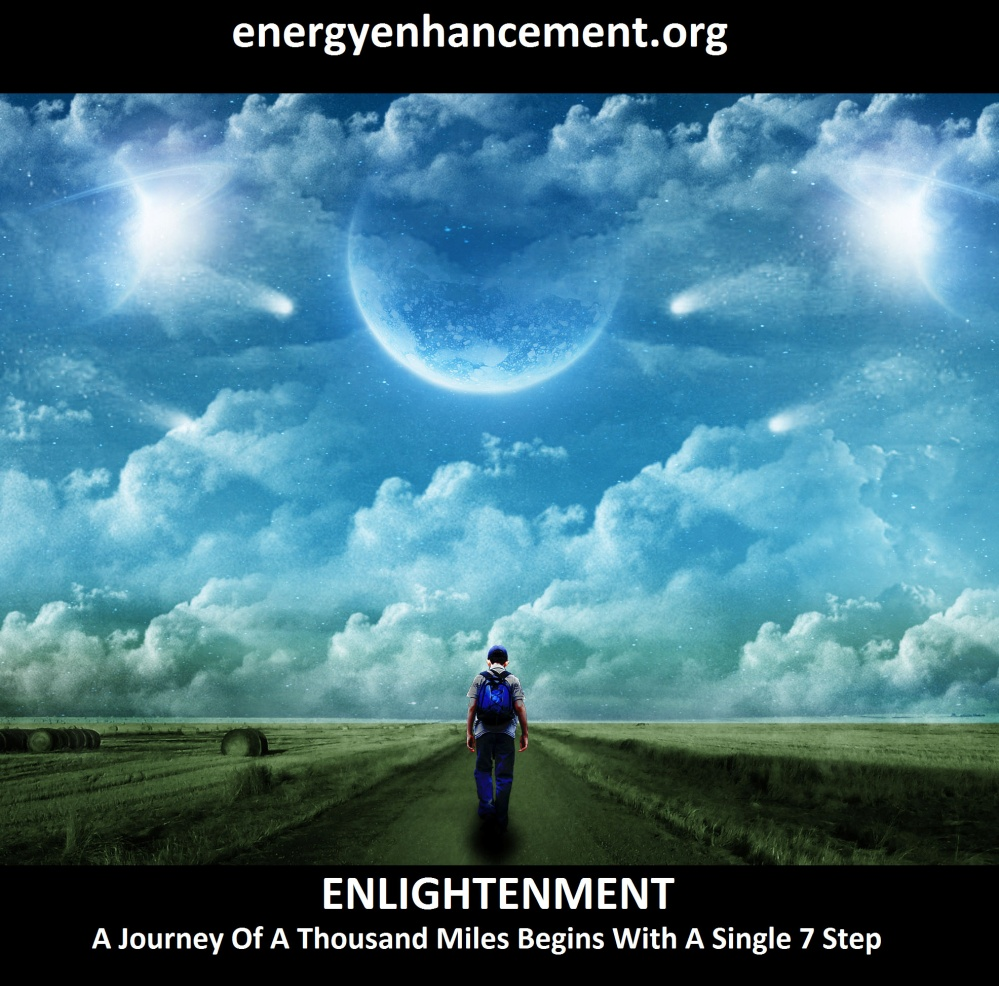 energyenhancement.org
ENLIGHTENMENT
A Journey Of A Thousand Miles Begins With A Single 7 Step